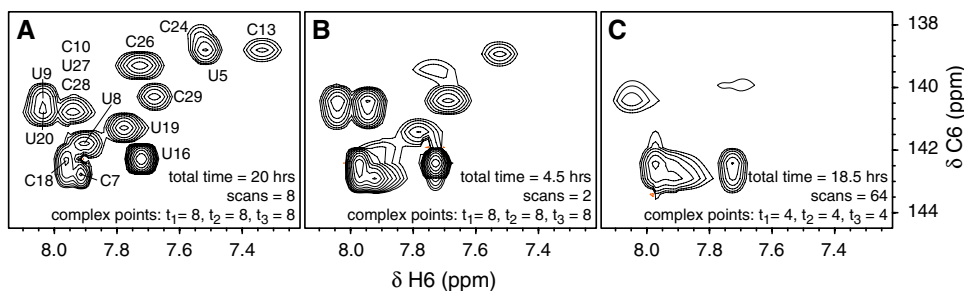 A
C24
C13
C10
C26
U27
U5
U9
C28
U8
C29
U20
U19
U16
C18
C7
total time = 20 hrs
scans = 8
complex points: t1= 8, t2 = 8, t3 = 8
B
total time = 4.5 hrs
scans = 2
complex points: t1= 8, t2 = 8, t3 = 8
C
total time = 18.5 hrs
scans = 64
complex points: t1= 4, t2 = 4, t3 = 4
138
140
142
144
δ C6 (ppm)
8.0 7.8 7.6 7.4
8.0 7.8 7.6 7.4
8.0 7.8 7.6 7.4
δ H6 (ppm)